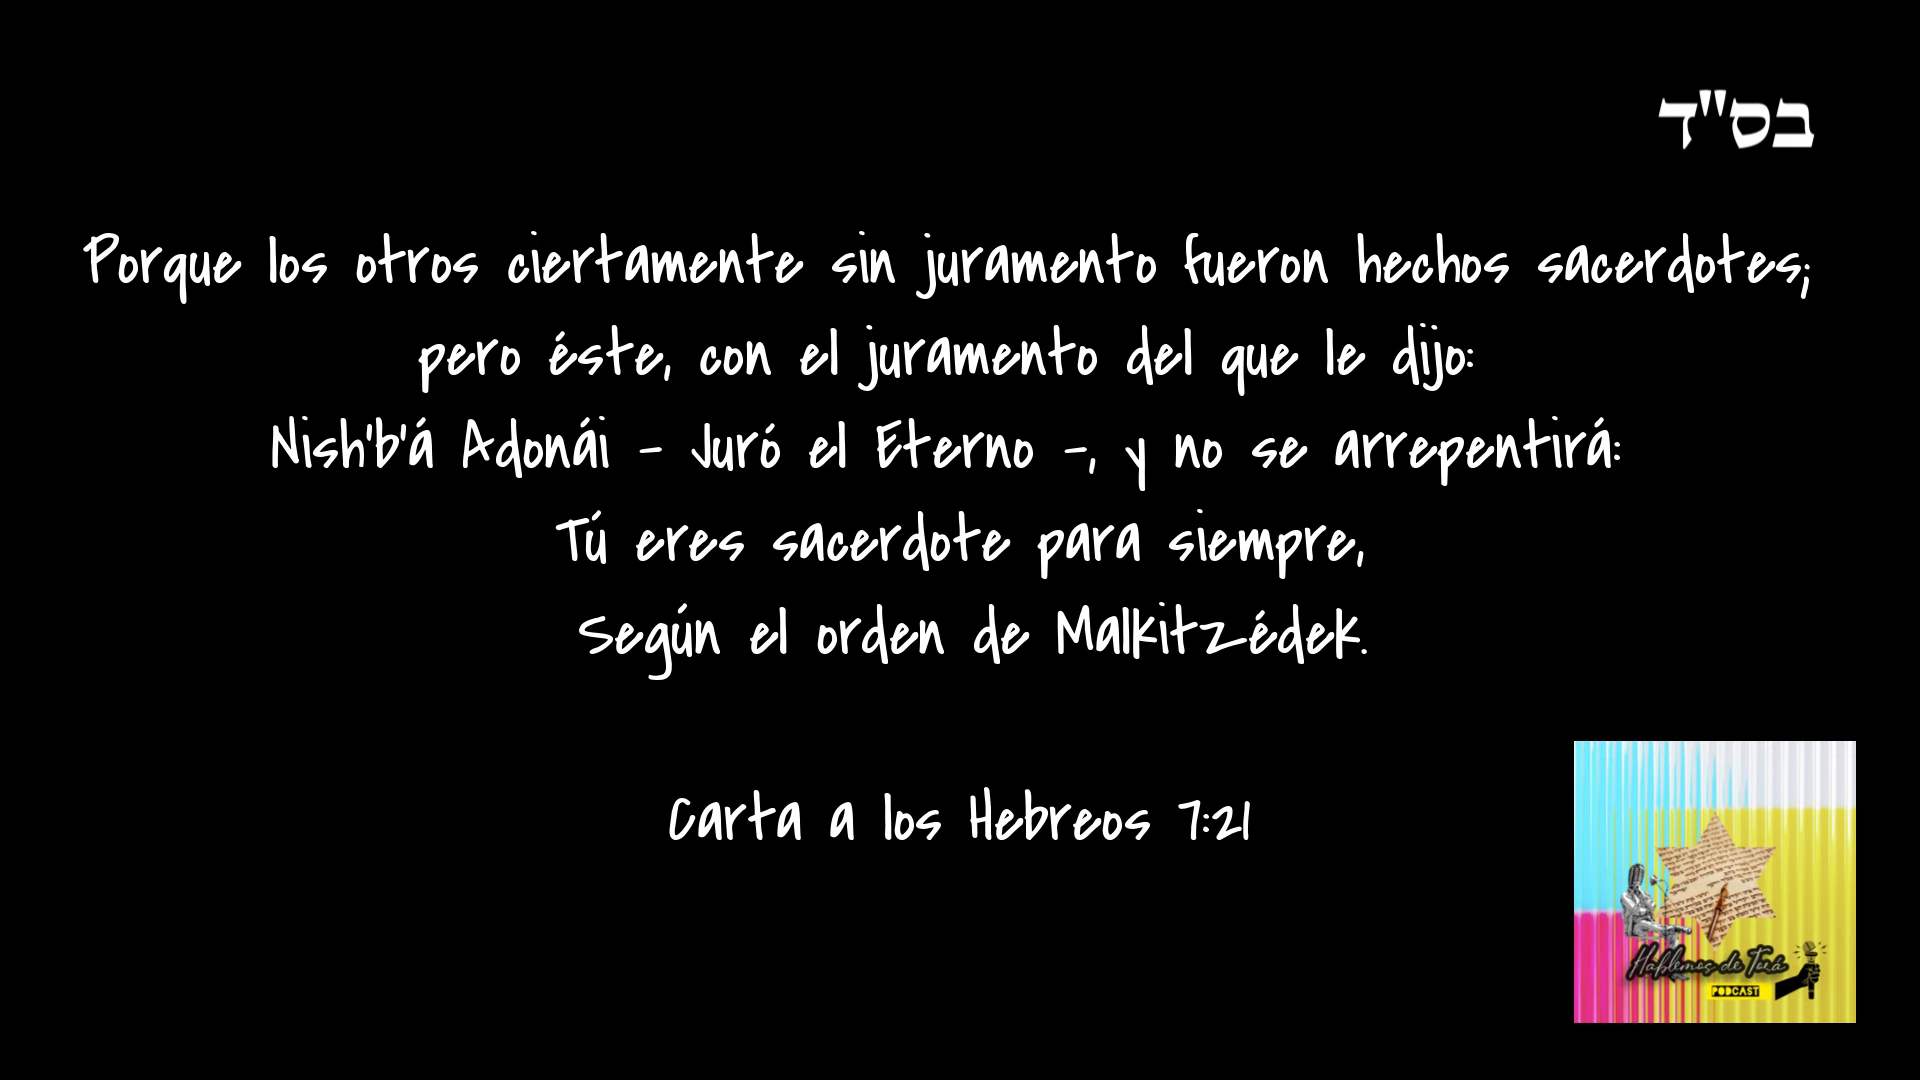 בס"ד
Porque los otros ciertamente sin juramento fueron hechos sacerdotes;
pero éste, con el juramento del que le dijo:
Nish'b'á Adonái - Juró el Eterno -, y no se arrepentirá:
Tú eres sacerdote para siempre,
Según el orden de Malkitzédek.
Carta a los Hebreos 7:21
Hablemos de Torá
PODCAST